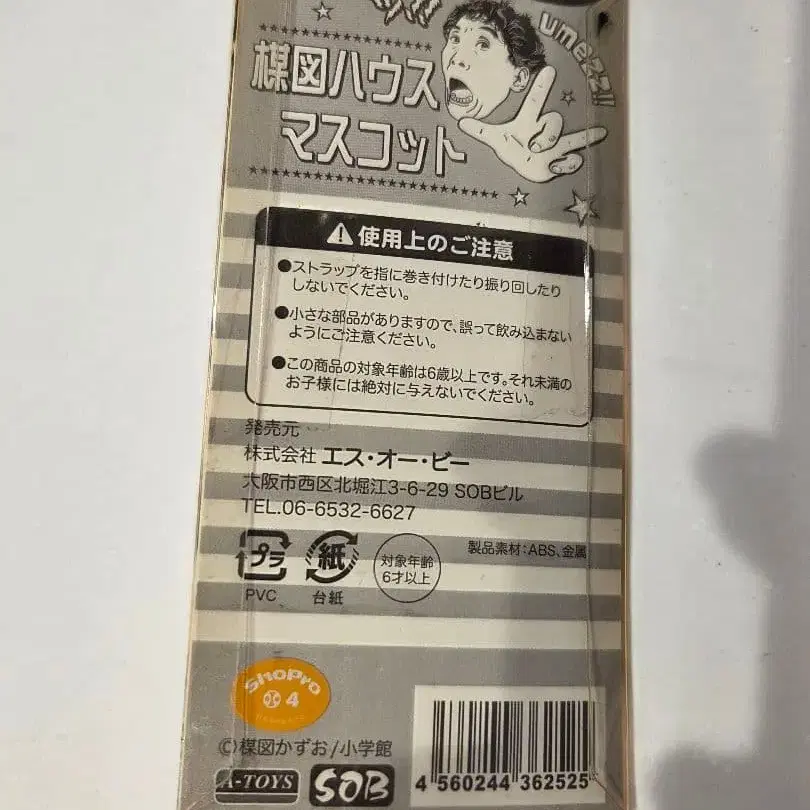 umezz!!
楳図ハウス
マスコット
⚠使用上のご注意
●ストラップを指に巻き付けたり振り回したり
しないでください。
●小さな部品がありますので、誤って飲み込まない
ようにご注意ください。
●この商品の対象年齢は6歳以上です。それ未満の
お子様には絶対に与えないでください。
発売元
株式会社 エス・オー・ビー
大阪市西区北堀江3-6-29 SOBビル
TEL.06-6532-6627
プラ
PVC
紙
台紙
対象年齢
6才以上
製品素材:ABS、金属
ShoPro
4
©楳図かずお/小学館
A-TOYS
SOB
4 560244 362525